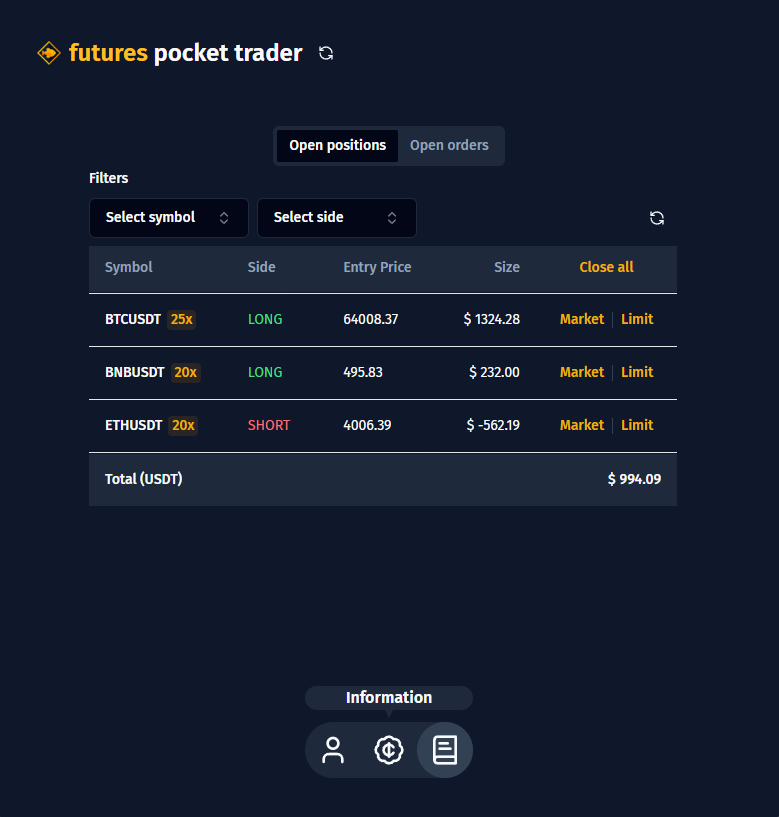 futures pocket trader
Open positions Open orders
Filters
Select symbol Select side
Symbol Side Entry Price Size Close all
BTCUSDT 25x LONG 64008.37 $ 1324.28 Market | Limit
BNBUSDT 20x LONG 495.83 $ 232.00 Market | Limit
ETHUSDT 20x SHORT 4006.39 $ -562.19 Market | Limit
Total (USDT) $ 994.09
Information